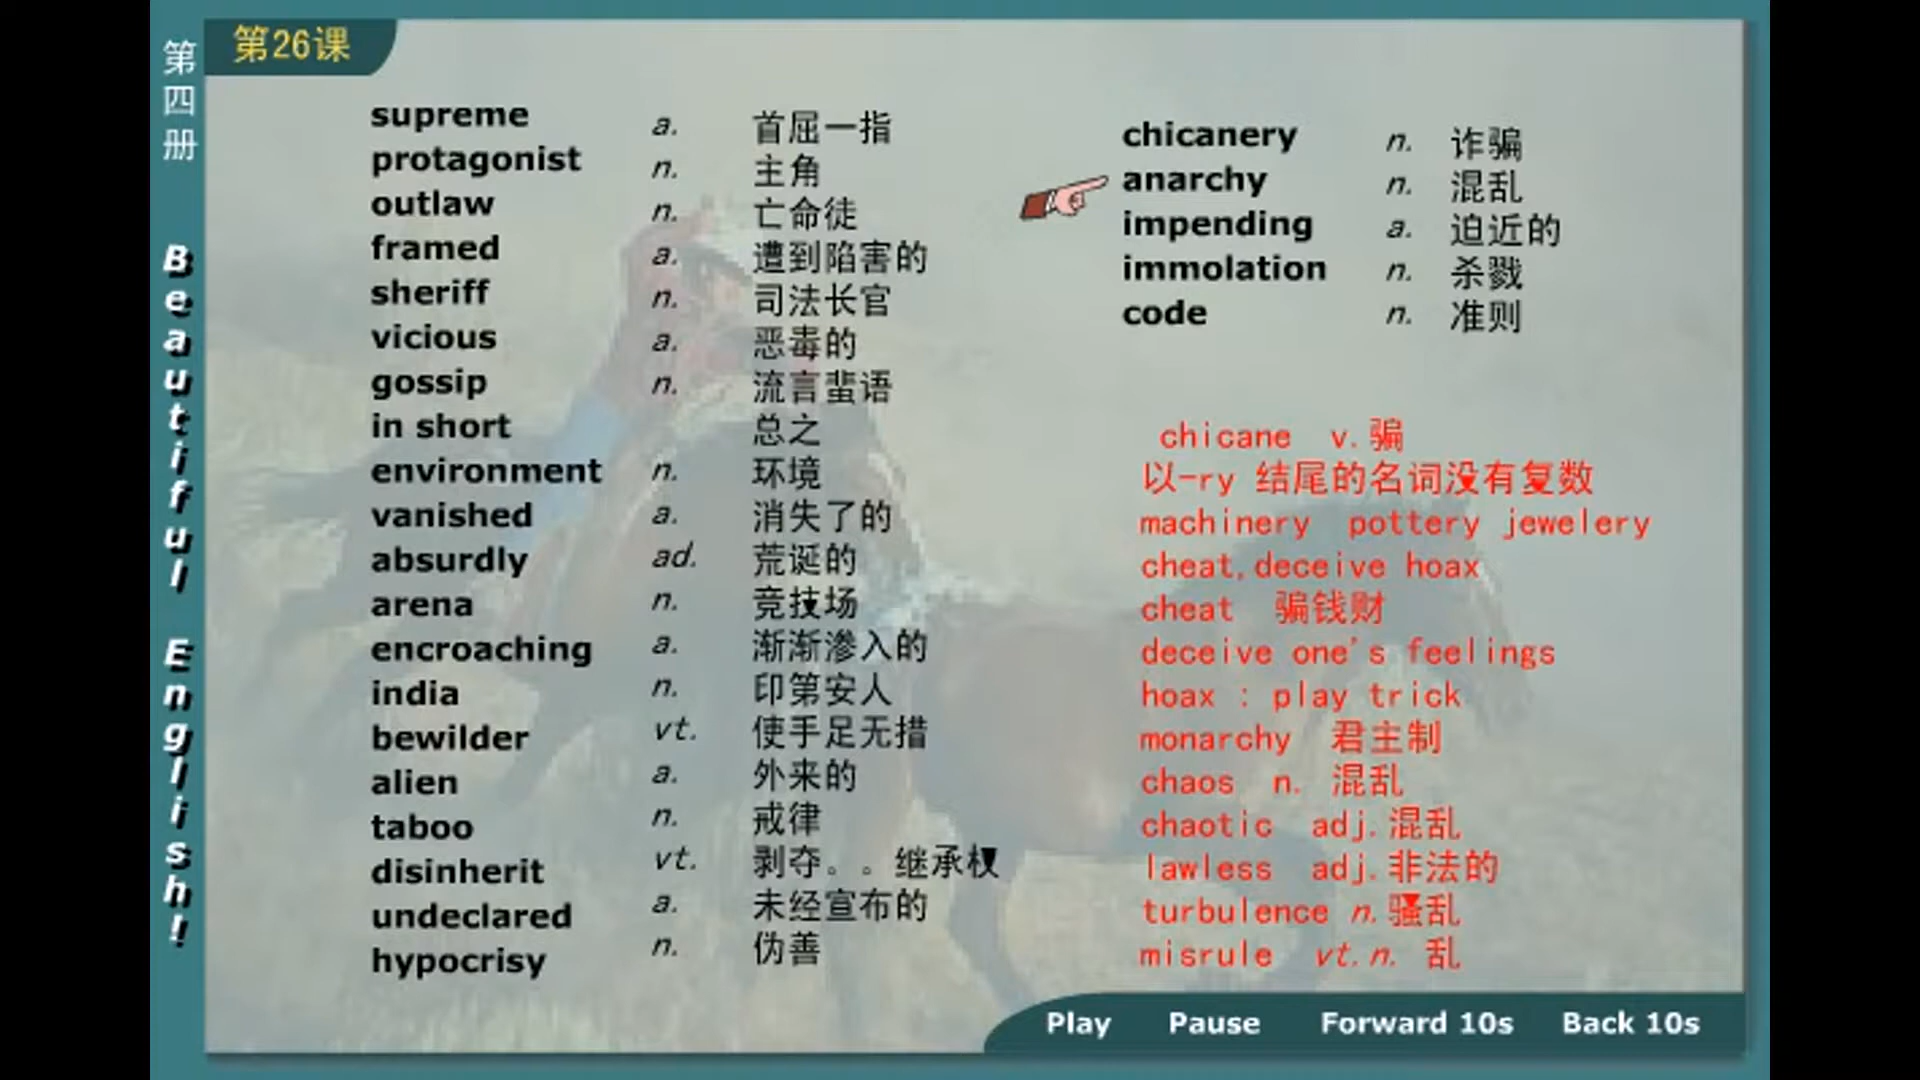 第四册
Beautiful English!
第26课
supreme a. 首屈一指
protagonist n. 主角
outlaw n. 亡命徒
framed a. 遭到陷害的
sheriff n. 司法长官
vicious a. 恶毒的
gossip n. 流言蜚语
in short 总之
environment n. 环境
vanished a. 消失了的
absurdly ad. 荒诞的
arena n. 竞技场
encroaching a. 渐渐渗入的
india n. 印第安人
bewilder vt. 使手足无措
alien a. 外来的
taboo n. 戒律
disinherit vt. 剥夺。。继承权
undeclared a. 未经宣布的
hypocrisy n. 伪善
chicanery n. 诈骗
anarchy n. 混乱
impending a. 迫近的
immolation n. 杀戮
code n. 准则
chicane v.骗
以-ry 结尾的名词没有复数
machinery pottery jewelery
cheat,deceive hoax
cheat 骗钱财
deceive one's feelings
hoax : play trick
monarchy 君主制
chaos n. 混乱
chaotic adj.混乱
lawless adj.非法的
turbulence n.骚乱
misrule vt.n. 乱
Play Pause Forward 10s Back 10s